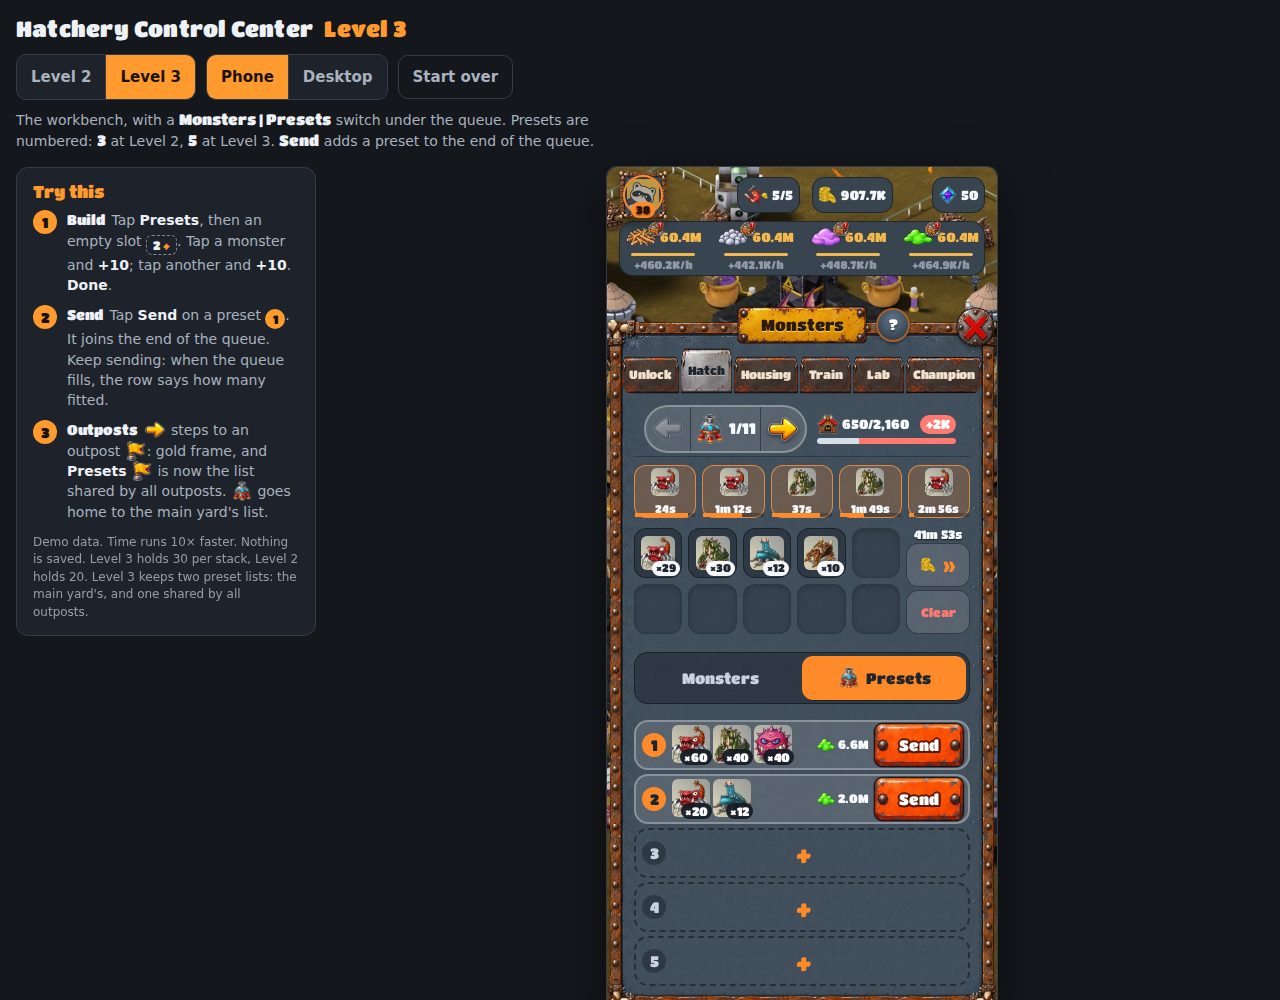 Hatchery Control Center Level 3
Level 2 Level 3 Phone Desktop Start over
The workbench, with a Monsters | Presets switch under the queue. Presets are
numbered: 3 at Level 2, 5 at Level 3. Send adds a preset to the end of the queue.
Try this
1 Build Tap Presets, then an
empty slot 2 +. Tap a monster
and +10; tap another and +10.
Done.
2 Send Tap Send on a preset 1.
It joins the end of the queue.
Keep sending: when the queue
fills, the row says how many
fitted.
3 Outposts steps to an
outpost : gold frame, and
Presets is now the list
shared by all outposts. goes
home to the main yard's list.
Demo data. Time runs 10× faster. Nothing
is saved. Level 3 holds 30 per stack, Level 2
holds 20. Level 3 keeps two preset lists: the
main yard's, and one shared by all
outposts.
30 5/5 907.7K 50
60.4M 60.4M 60.4M 60.4M
+460.2K/h +442.1K/h +448.7K/h +464.9K/h
Monsters ?
Unlock Hatch Housing Train Lab Champion
1/11 650/2,160 +2K
24s 1m 12s 37s 1m 49s 2m 56s
41m 53s
×29 ×30 ×12 ×10
Clear
Monsters Presets
1 ×60 ×40 ×40 6.6M Send
2 ×20 ×12 2.0M Send
3 +
4 +
5 +